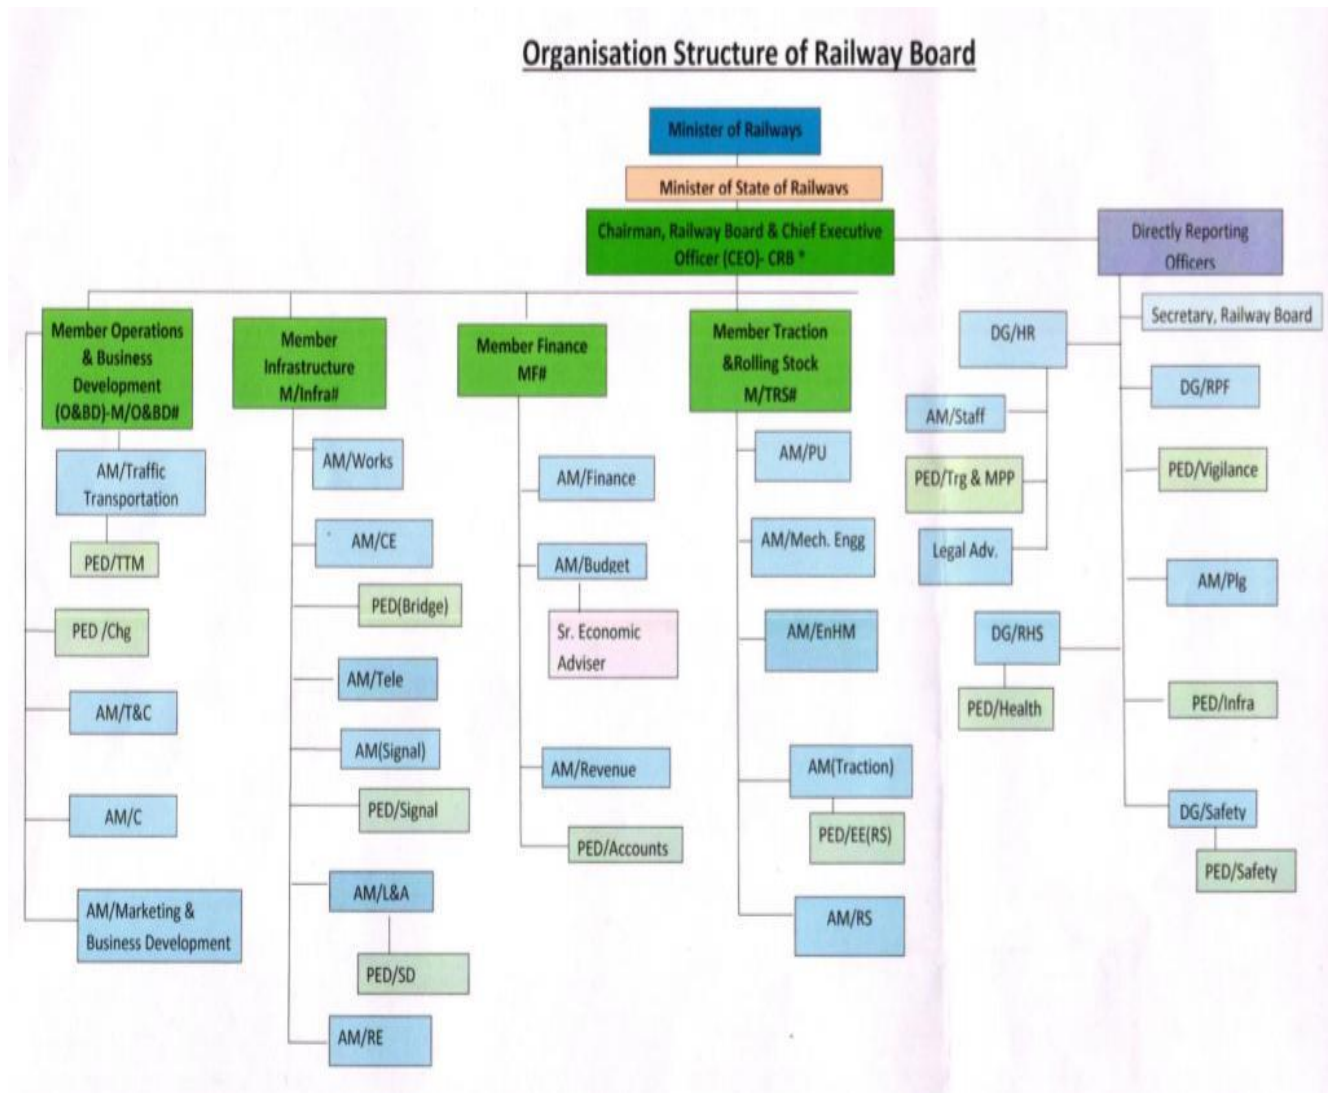 Organisation Structure of Railway Board
Minister of Railways
Minister of State of Railways
Chairman, Railway Board & Chief Executive
Officer (CEO)- CRB *
Directly Reporting
Officers
Member Operations
& Business
Development
(O&BD)-M/O&BD#
AM/Traffic
Transportation
PED/TTM
PED /Chg
AM/T&C
AM/C
AM/Marketing &
Business Development
Member
Infrastructure
M/Infra#
AM/Works
AM/CE
PED(Bridge)
AM/Tele
AM(Signal)
PED/Signal
AM/L&A
PED/SD
AM/RE
Member Finance
MF#
AM/Finance
AM/Budget
Sr. Economic
Adviser
AM/Revenue
PED/Accounts
Member Traction
&Rolling Stock
M/TRS#
AM/PU
AM/Mech. Engg
AM/EnHM
AM(Traction)
PED/EE(RS)
AM/RS
DG/HR
AM/Staff
PED/Trg & MPP
Legal Adv.
DG/RHS
PED/Health
Secretary, Railway Board
DG/RPF
PED/Vigilance
AM/Plg
PED/Infra
DG/Safety
PED/Safety